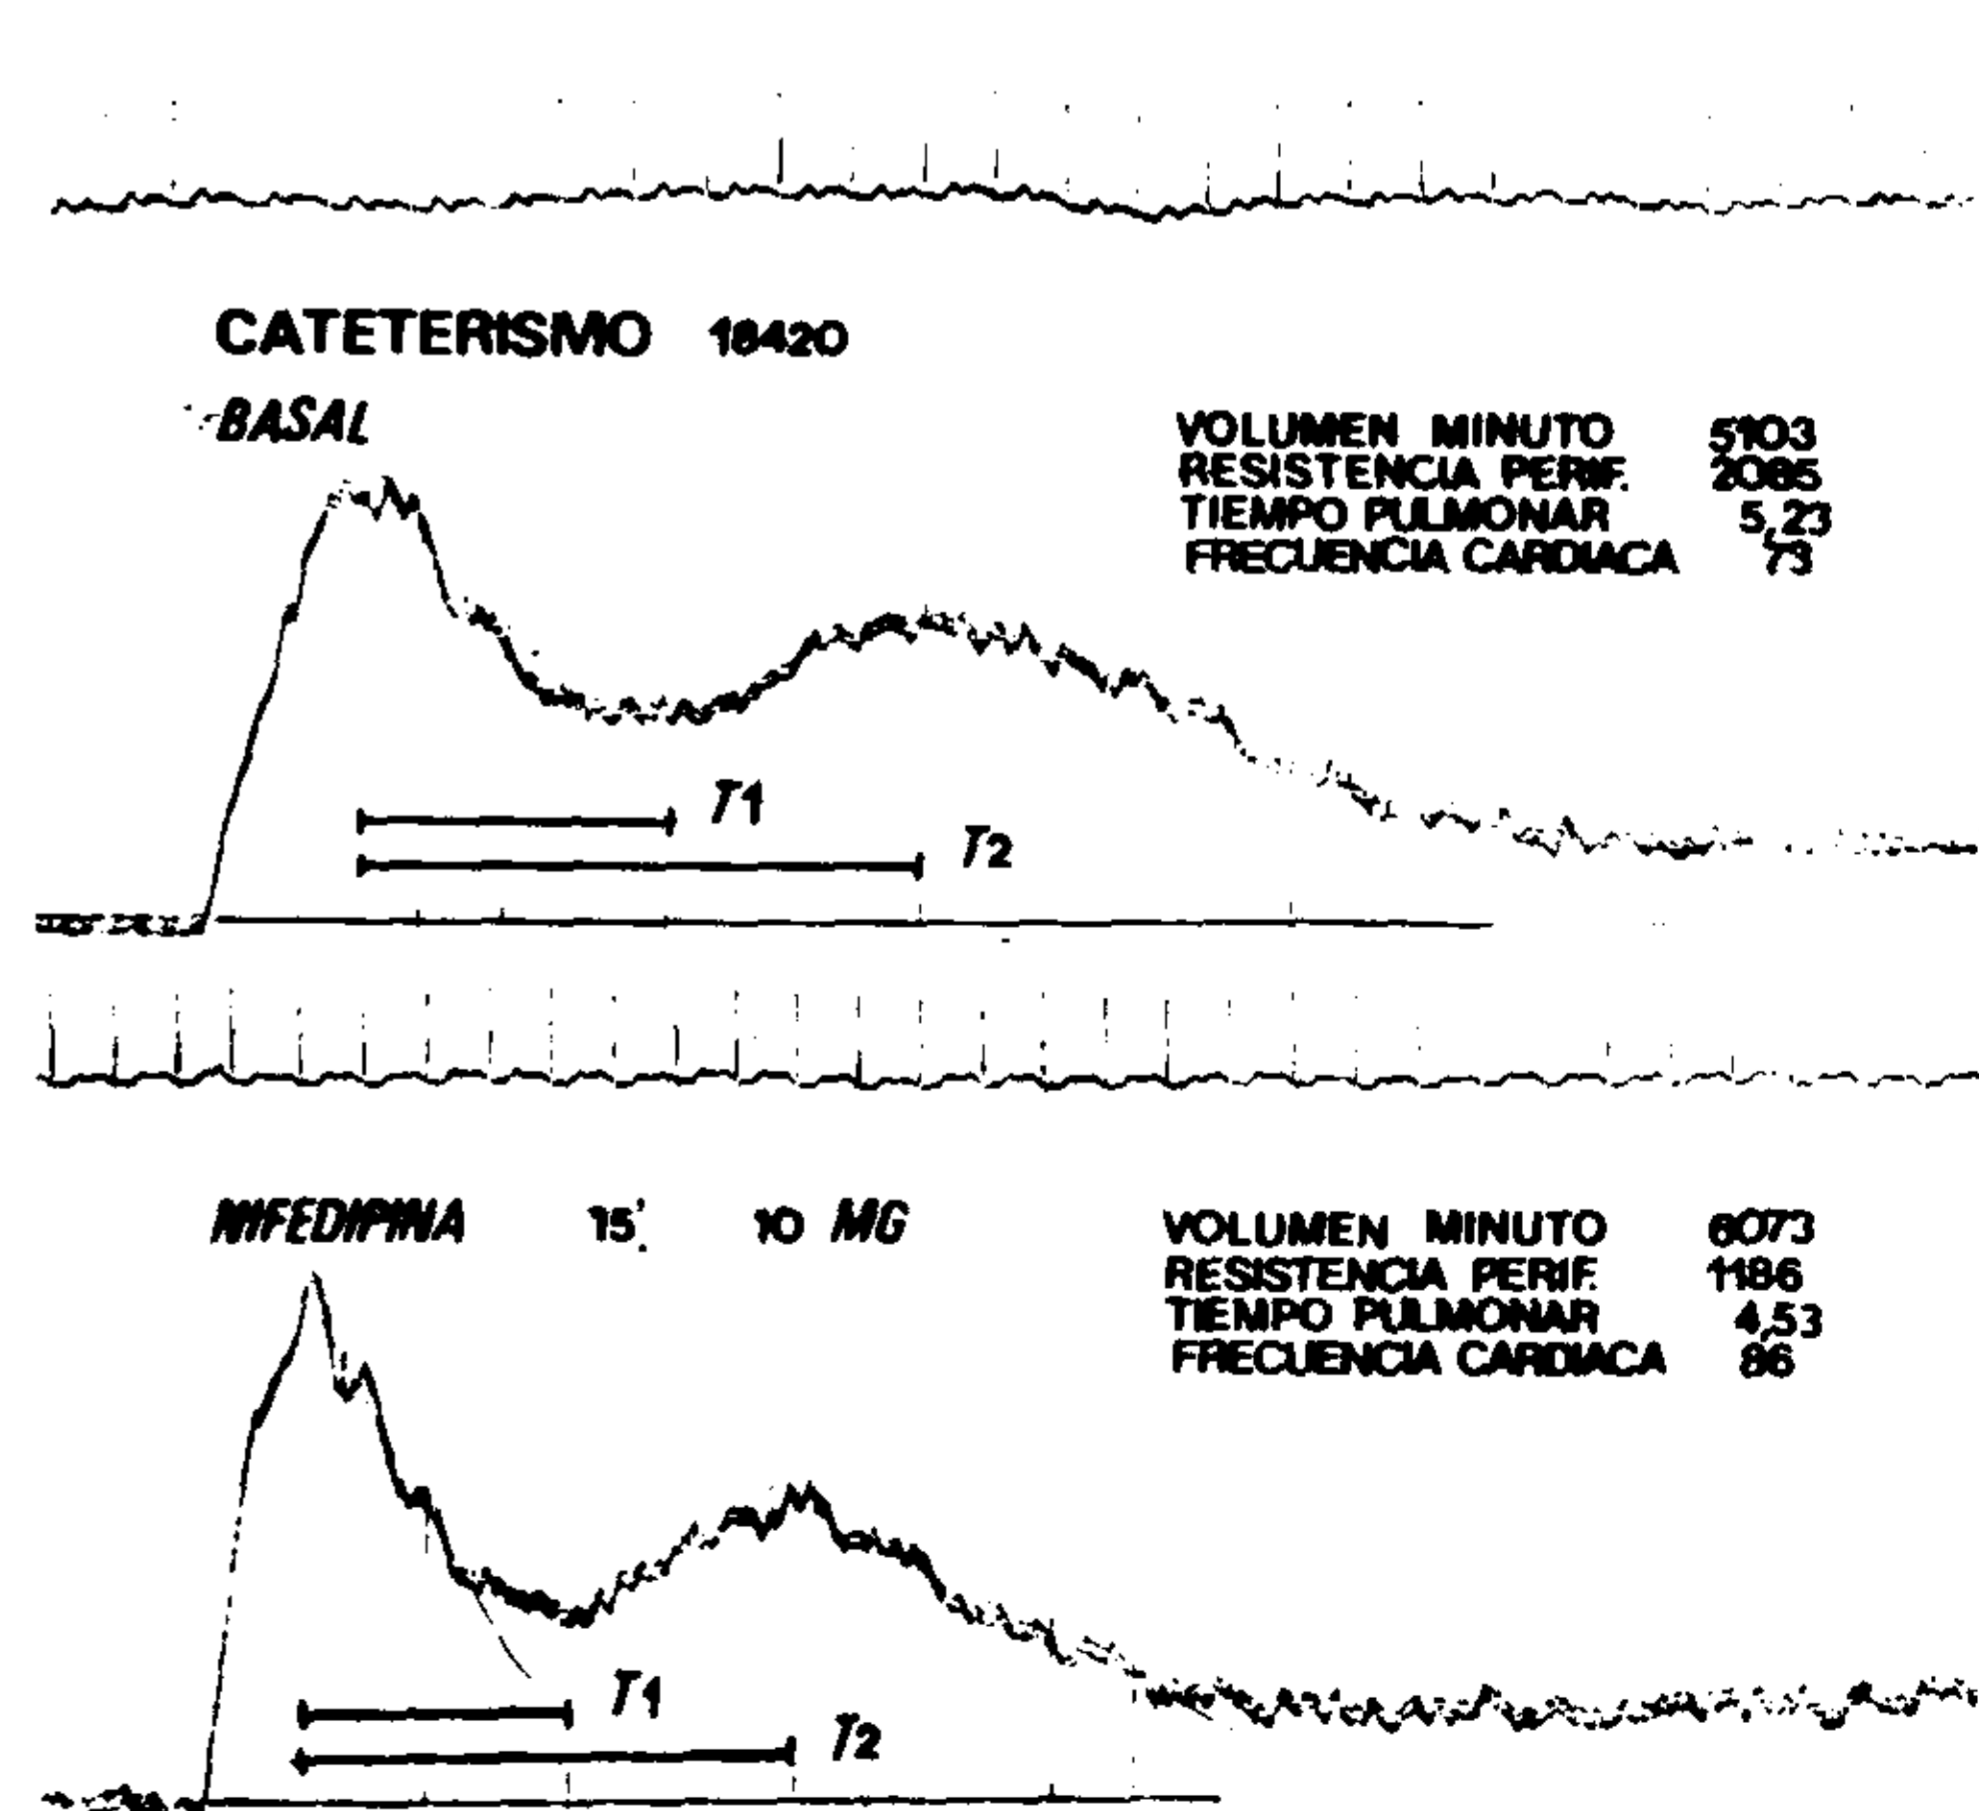 CATETERISMO 18420
BASAL
VOLUMEN MINUTO 5103
RESISTENCIA PERIF. 2085
TIEMPO PULMONAR 5,23
FRECUENCIA CARDIACA 73
T1
T2
NIFEDIPINA 15'. 10 MG
VOLUMEN MINUTO 6073
RESISTENCIA PERIF. 1186
TIEMPO PULMONAR 4,53
FRECUENCIA CARDIACA 86
T1
T2